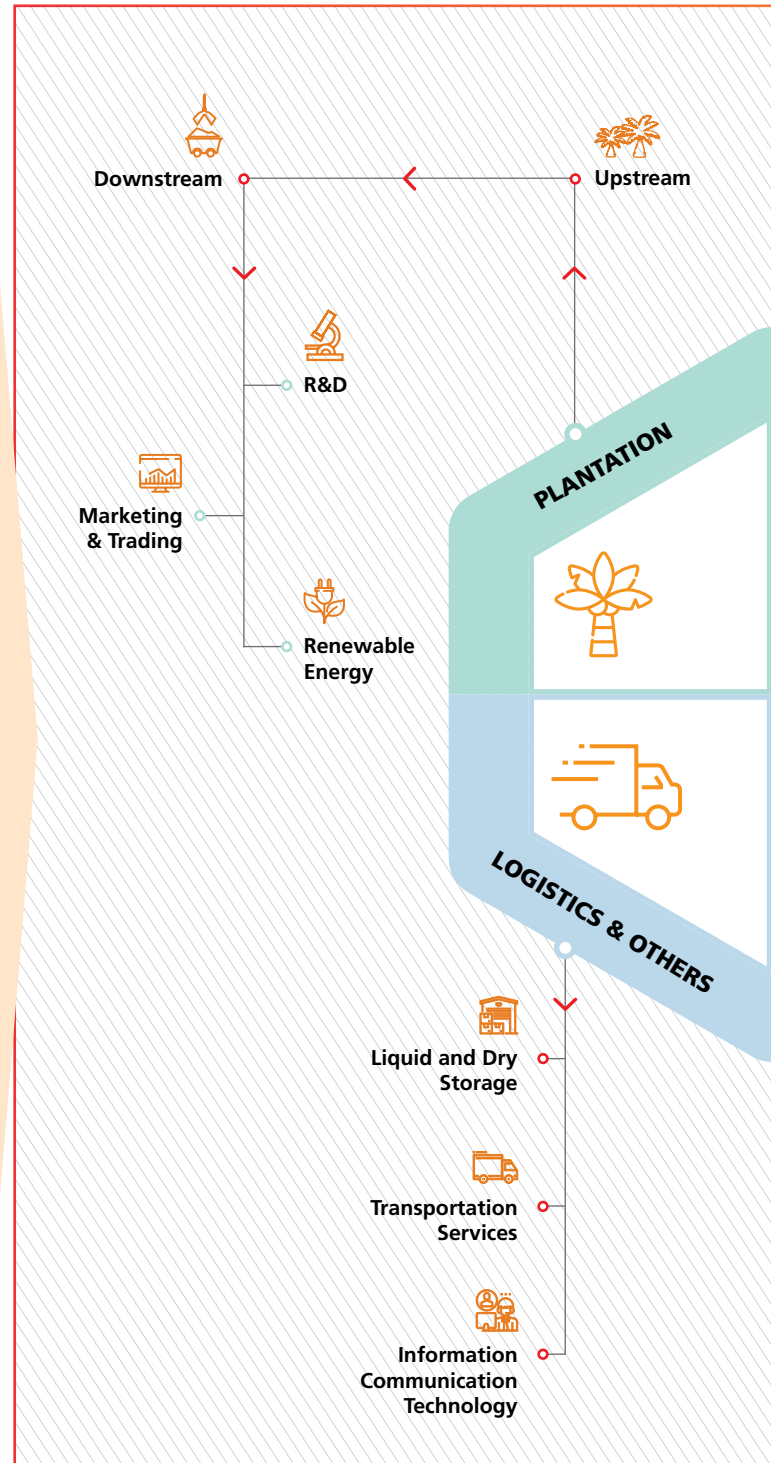 Downstream
Upstream
R&D
Marketing
& Trading
Renewable
Energy
PLANTATION
LOGISTICS & OTHERS
Liquid and Dry
Storage
Transportation
Services
Information
Communication
Technology